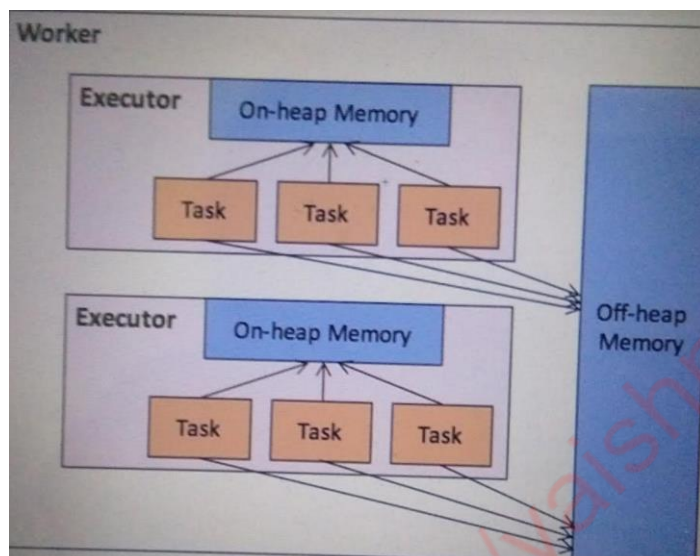 Worker
Executor
On-heap Memory
Task
Task
Task
Executor
On-heap Memory
Task
Task
Task
Off-heap
Memory